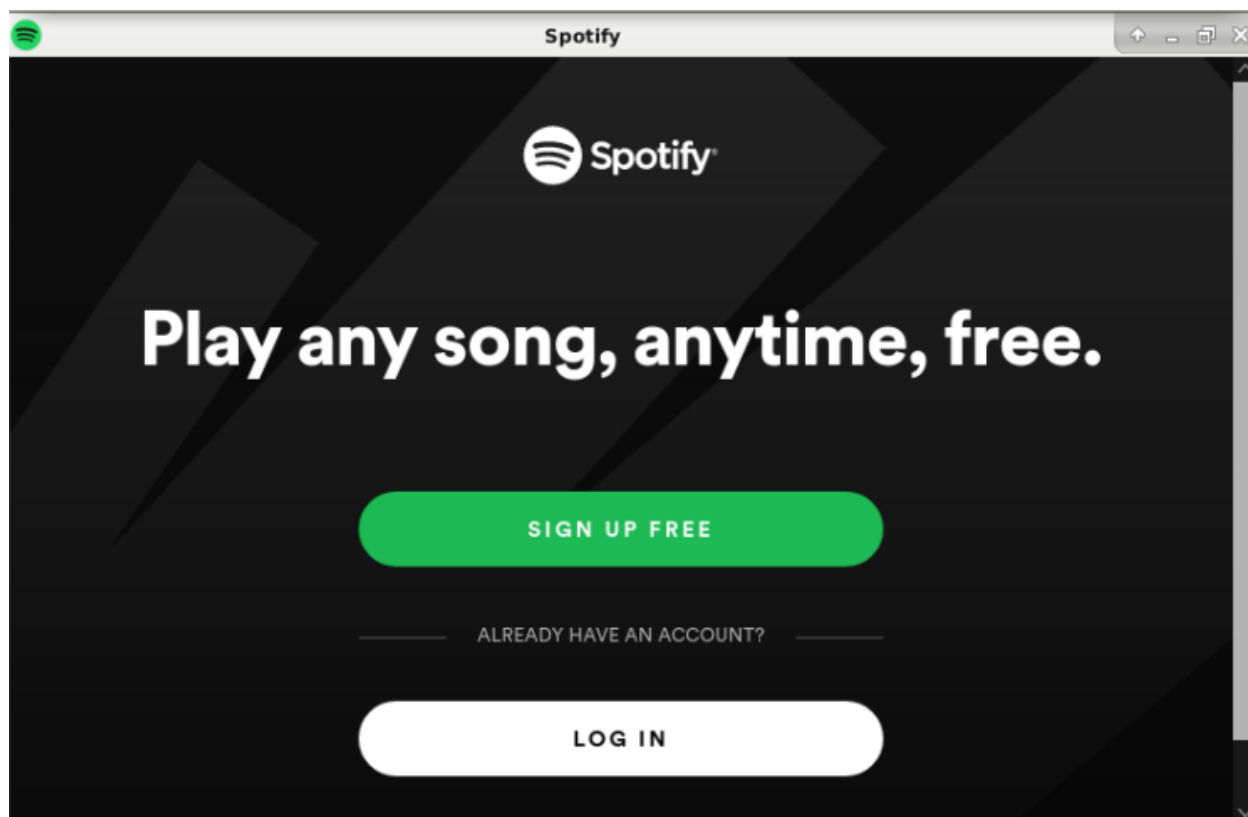 Spotify
Spotify®
Play any song, anytime, free.
SIGN UP FREE
ALREADY HAVE AN ACCOUNT?
LOG IN